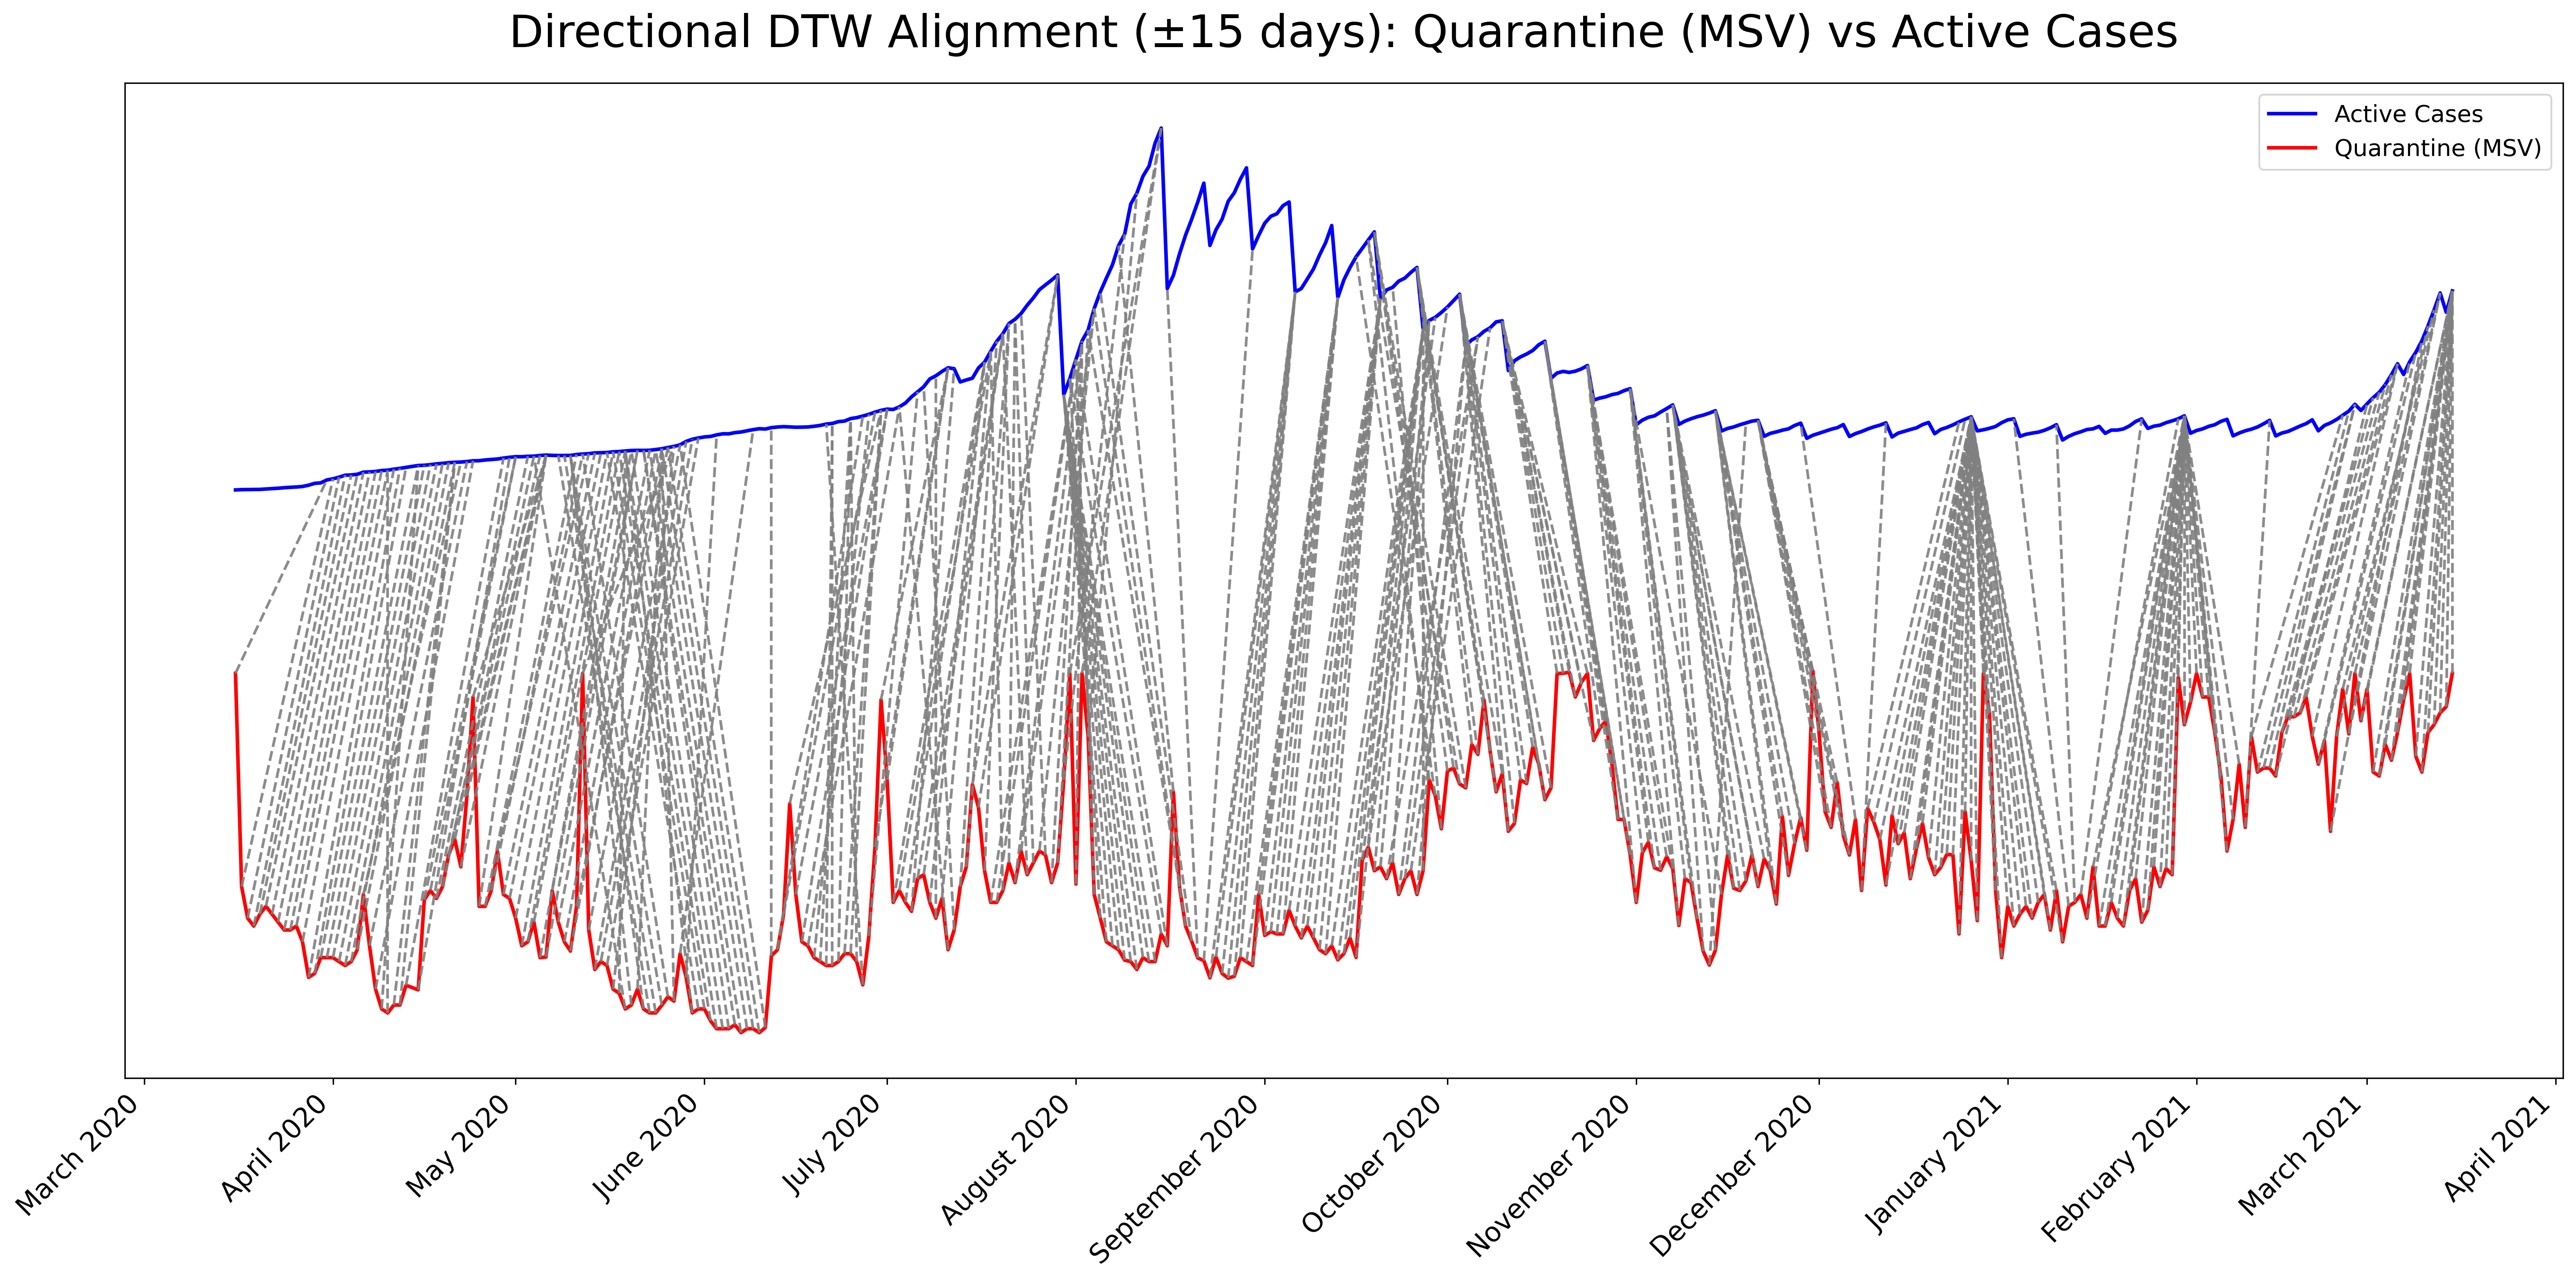 Directional DTW Alignment (±15 days): Quarantine (MSV) vs Active Cases
Active Cases
Quarantine (MSV)
March 2020
April 2020
May 2020
June 2020
July 2020
August 2020
September 2020
October 2020
November 2020
December 2020
January 2021
February 2021
March 2021
April 2021